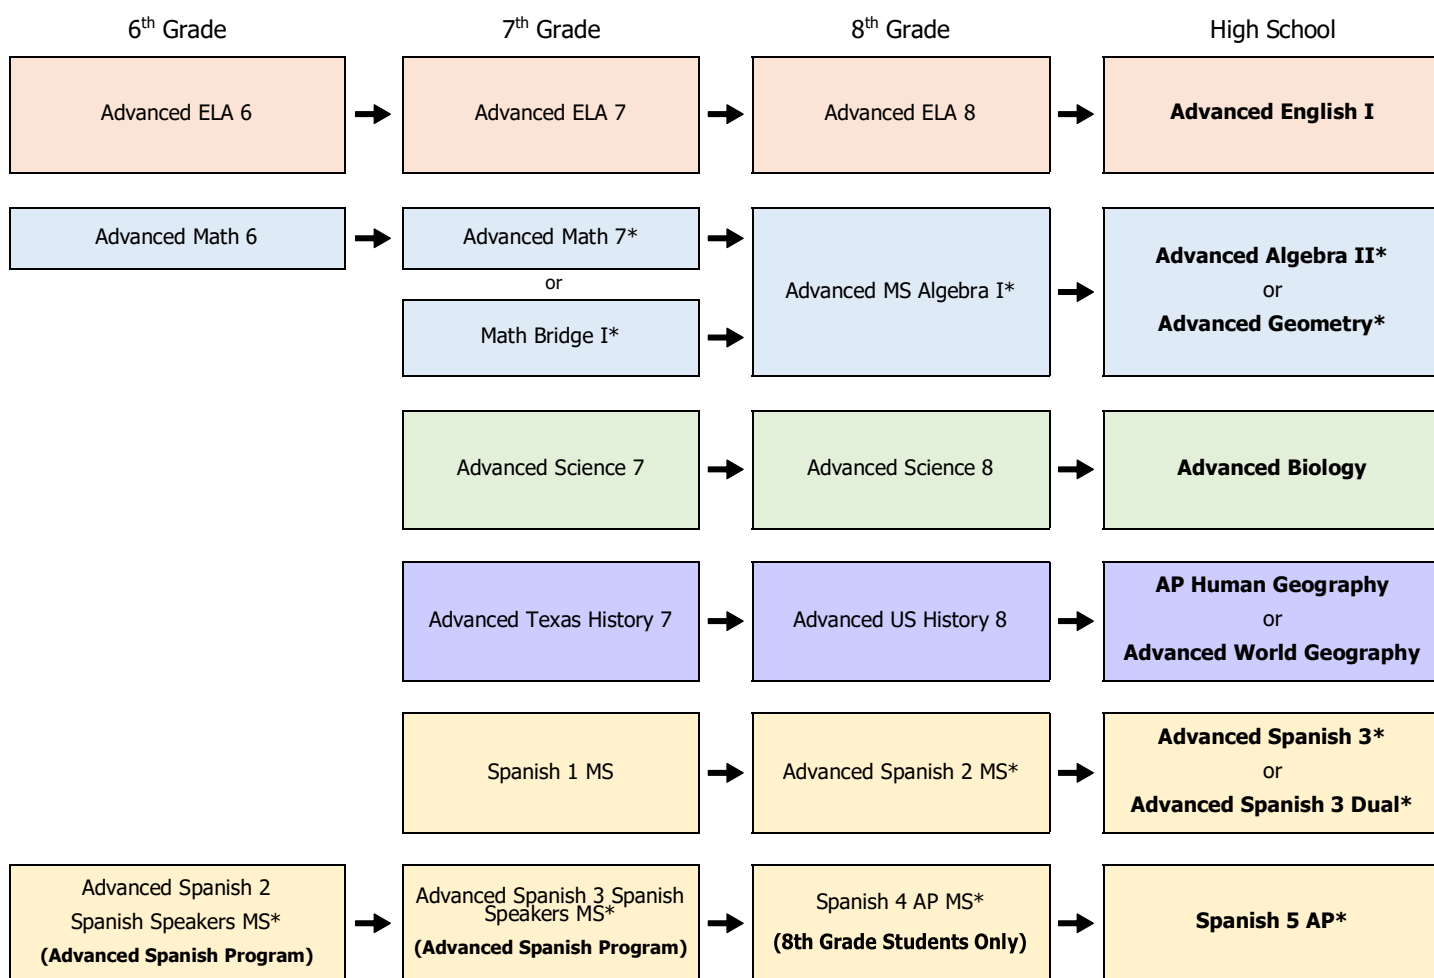 6th Grade
7th Grade
8th Grade
High School
Advanced ELA 6
Advanced ELA 7
Advanced ELA 8
Advanced English I
Advanced Math 6
Advanced Math 7*
or
Math Bridge I*
Advanced MS Algebra I*
Advanced Algebra II*
or
Advanced Geometry*
Advanced Science 7
Advanced Science 8
Advanced Biology
Advanced Texas History 7
Advanced US History 8
AP Human Geography
or
Advanced World Geography
Spanish 1 MS
Advanced Spanish 2 MS*
Advanced Spanish 3*
or
Advanced Spanish 3 Dual*
Advanced Spanish 2
Spanish Speakers MS*
(Advanced Spanish Program)
Advanced Spanish 3 Spanish
Speakers MS*
(Advanced Spanish Program)
Spanish 4 AP MS*
(8th Grade Students Only)
Spanish 5 AP*